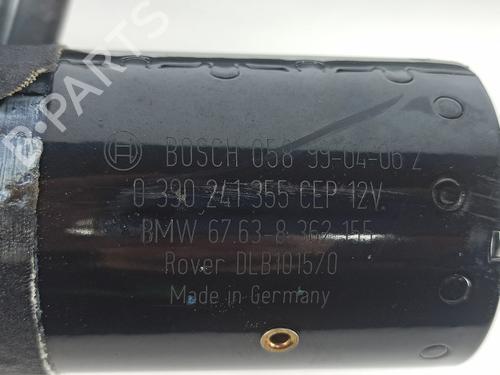 B-PARTS
BOSCH 058 99-04-06 Z
0 390 241 355 CEP 12V
BMW 67 63-8 362 155
Rover DLB101570
Made in Germany